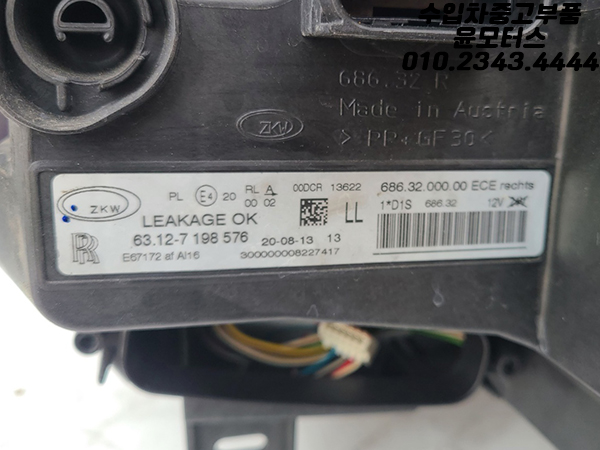 수입차중고부품
윤모터스
010.2343.4444
686.32 R
Made in Austria
>PP+GF30<
ZKW
ZKW
PL E4 20 RL A 00DCR 13622 686.32.000.00 ECE rechts
00 02 1*D1S 686.32 12V
LEAKAGE OK LL
RR 63.12-7 198 576 20-08-13 13
E67172 af AI16 300000008227417